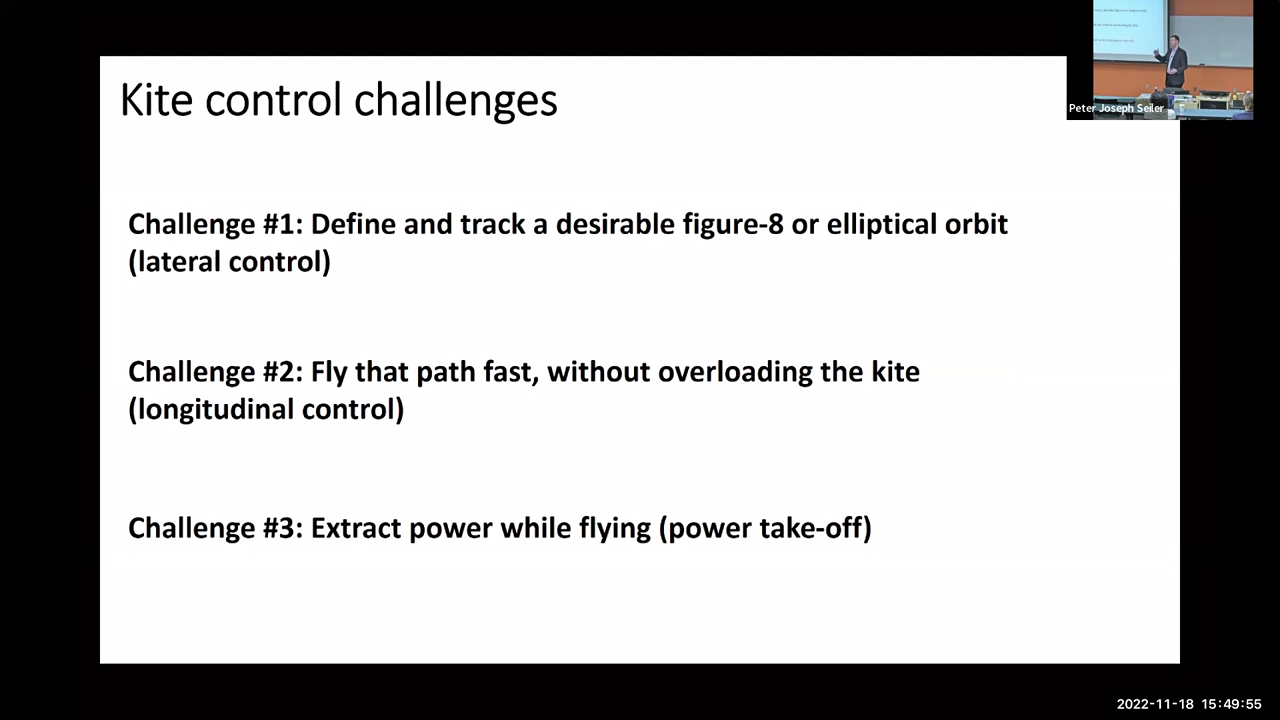 Kite control challenges
Peter Joseph Seiler
Challenge #1: Define and track a desirable figure-8 or elliptical orbit
(lateral control)
Challenge #2: Fly that path fast, without overloading the kite
(longitudinal control)
Challenge #3: Extract power while flying (power take-off)
2022-11-18 15:49:55